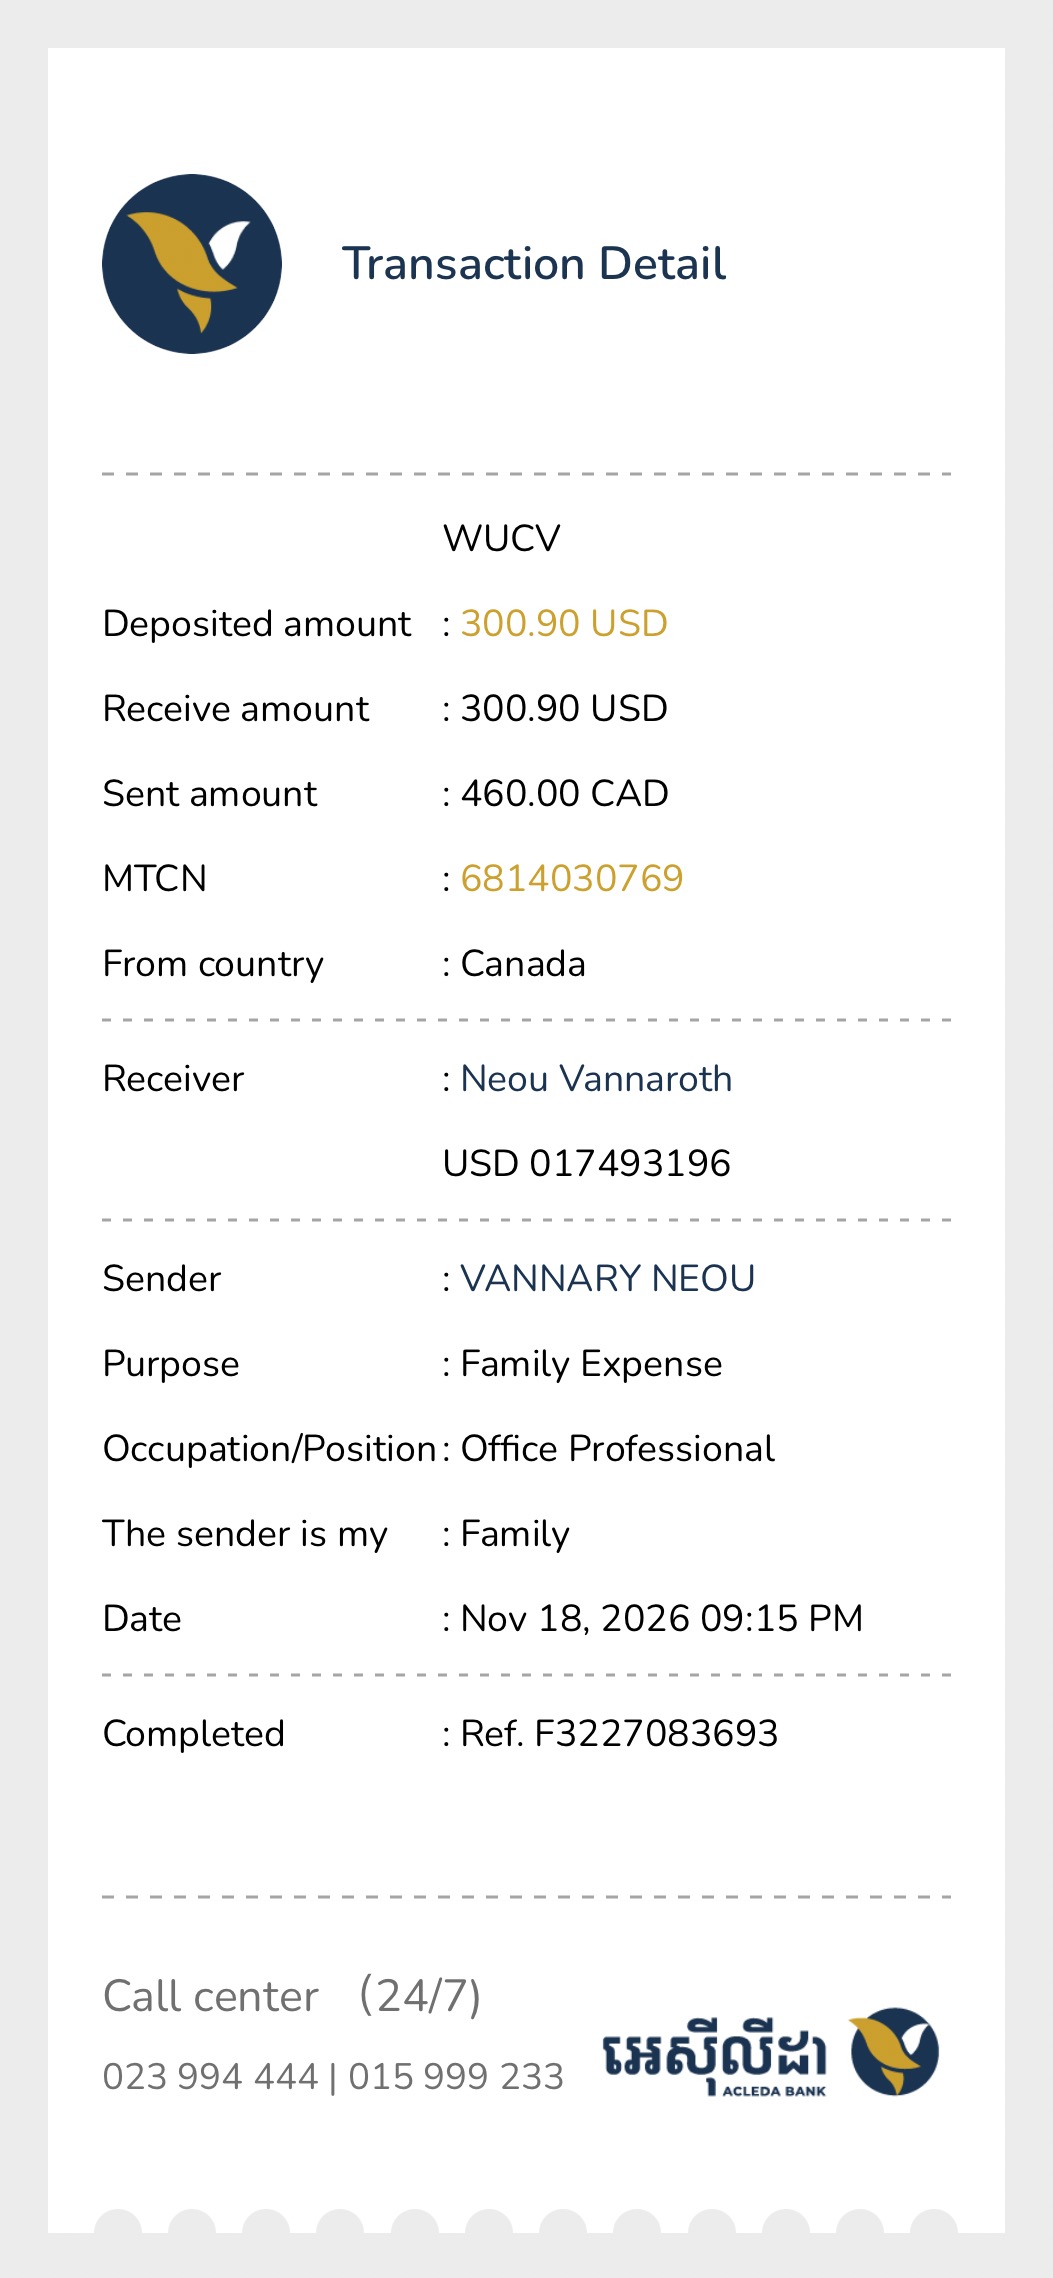 Transaction Detail
WUCV
Deposited amount : 300.90 USD
Receive amount : 300.90 USD
Sent amount : 460.00 CAD
MTCN : 6814030769
From country : Canada
Receiver : Neou Vannaroth
USD 017493196
Sender : VANNARY NEOU
Purpose : Family Expense
Occupation/Position : Office Professional
The sender is my : Family
Date : Nov 18, 2026 09:15 PM
Completed : Ref. F3227083693
Call center (24/7)
023 994 444 | 015 999 233
អេស៊ីលីដា
ACLEDA BANK